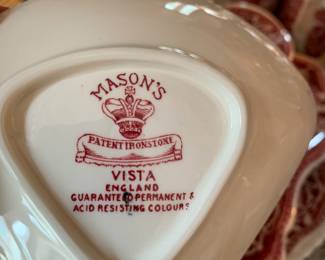 MASON'S
PATENT IRONSTONE
VISTA
ENGLAND
GUARANTEED PERMANENT &
ACID RESISTING COLOURS